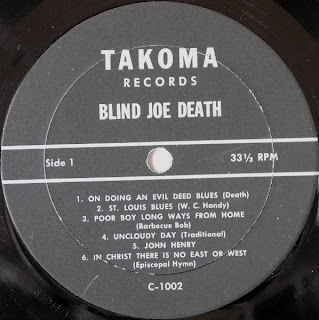 TAKOMA
RECORDS
BLIND JOE DEATH
Side 1
33⅓ RPM
1. ON DOING AN EVIL DEED BLUES (Death)
2. ST. LOUIS BLUES (W. C. Handy)
3. POOR BOY LONG WAYS FROM HOME
(Barbecue Bob)
4. UNCLOUDY DAY (Traditional)
5. JOHN HENRY
6. IN CHRIST THERE IS NO EAST OR WEST
(Episcopal Hymn)
C-1002